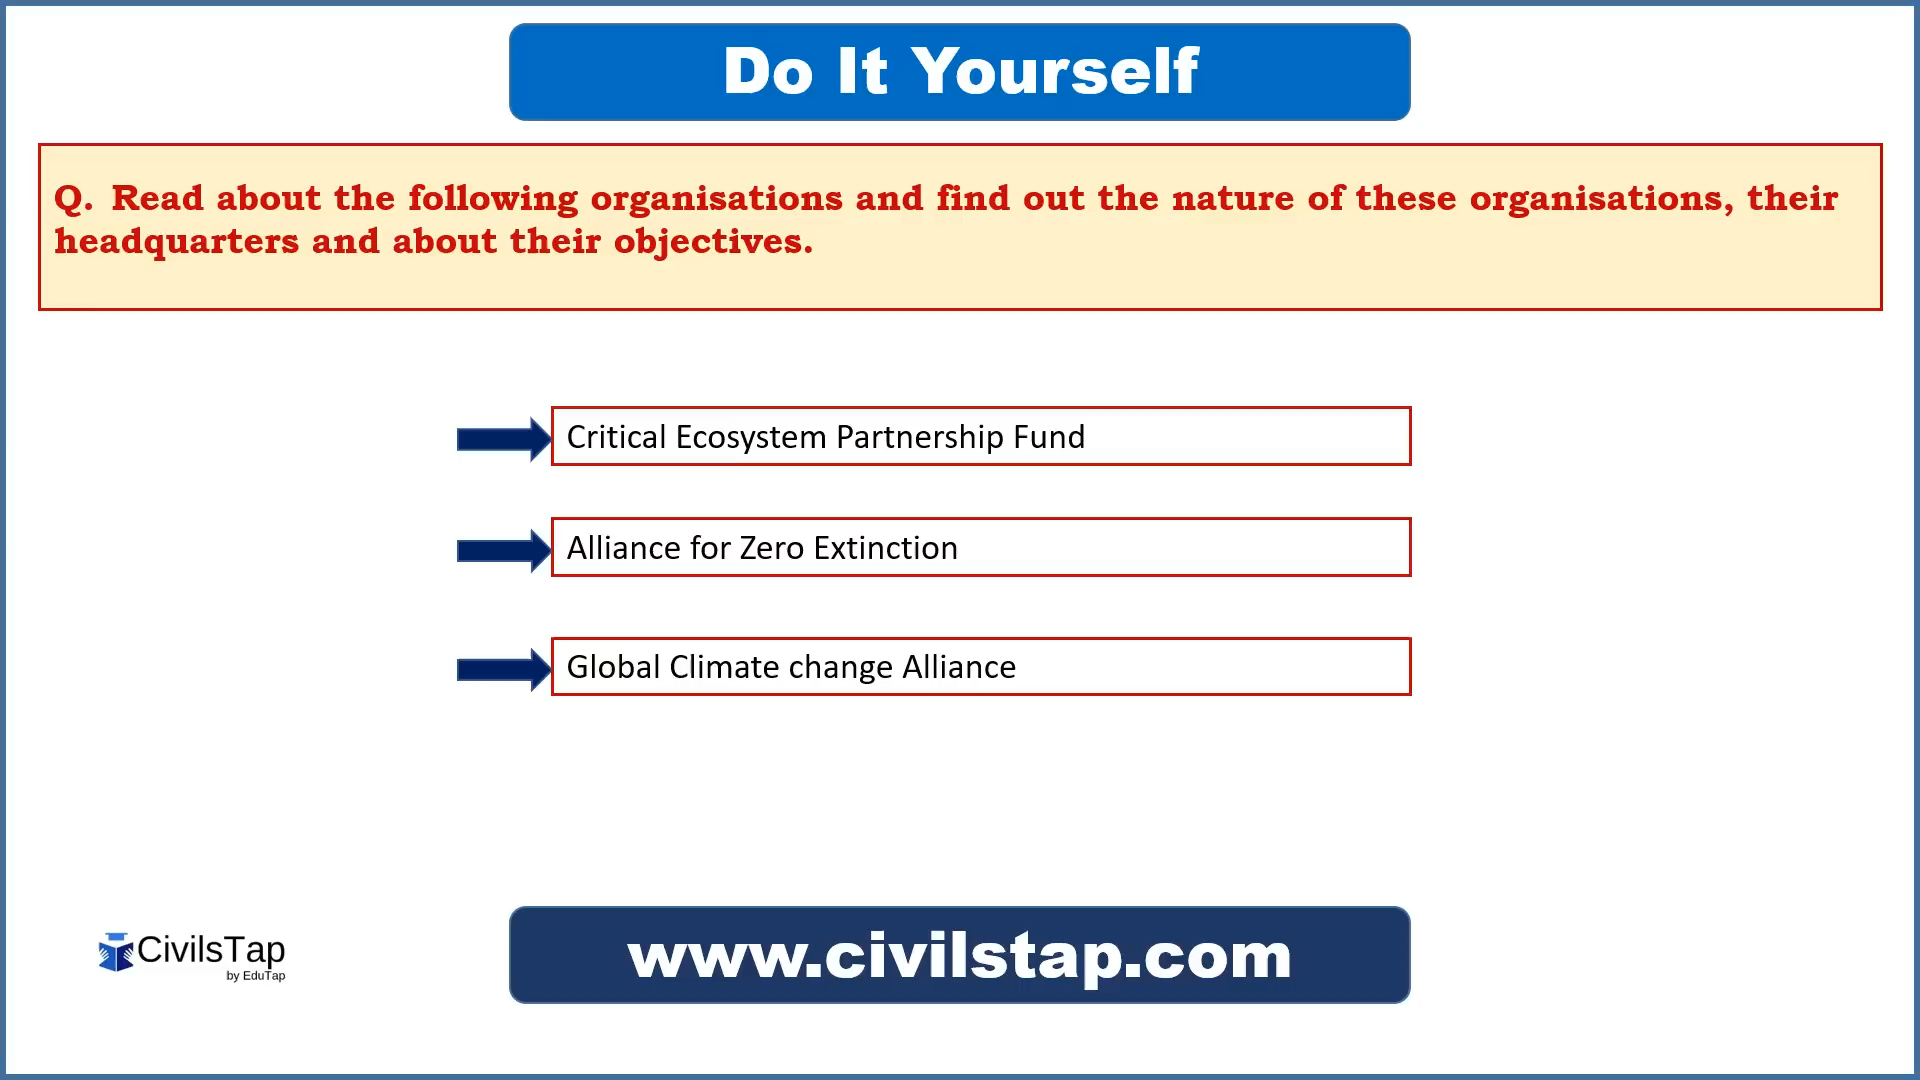 Do It Yourself
Q. Read about the following organisations and find out the nature of these organisations, their
headquarters and about their objectives.
Critical Ecosystem Partnership Fund
Alliance for Zero Extinction
Global Climate change Alliance
CivilsTap
by EduTap
www.civilstap.com